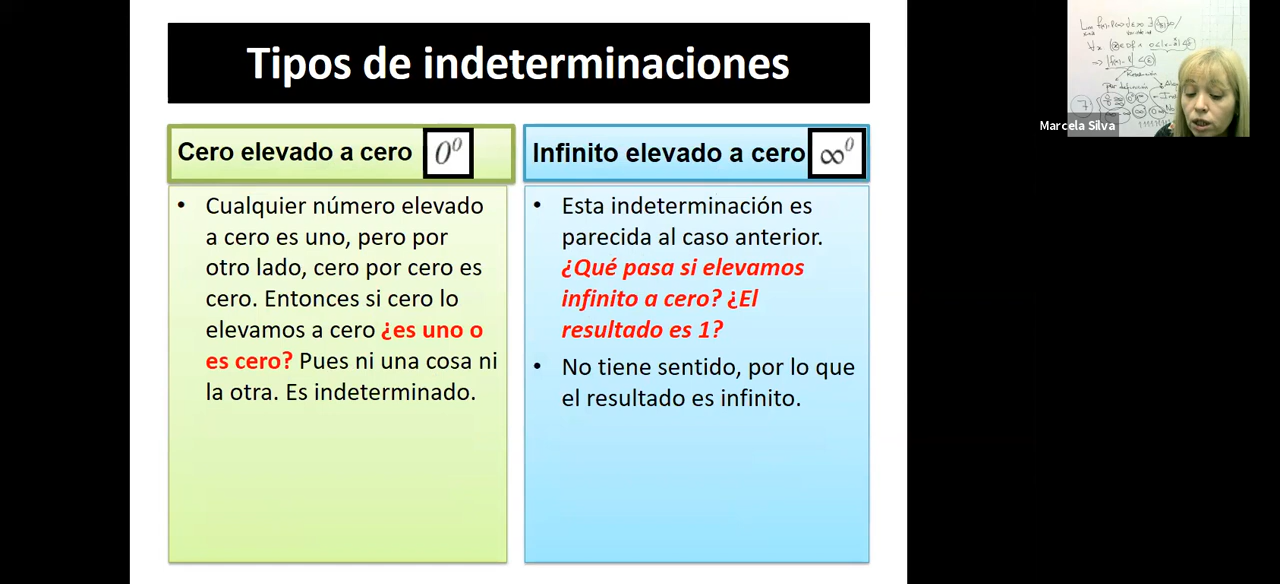 Tipos de indeterminaciones
Cero elevado a cero 0⁰
• Cualquier número elevado
a cero es uno, pero por
otro lado, cero por cero es
cero. Entonces si cero lo
elevamos a cero ¿es uno o
es cero? Pues ni una cosa ni
la otra. Es indeterminado.
Infinito elevado a cero ∞⁰
• Esta indeterminación es
parecida al caso anterior.
¿Qué pasa si elevamos
infinito a cero? ¿El
resultado es 1?
• No tiene sentido, por lo que
el resultado es infinito.
Marcela Silva